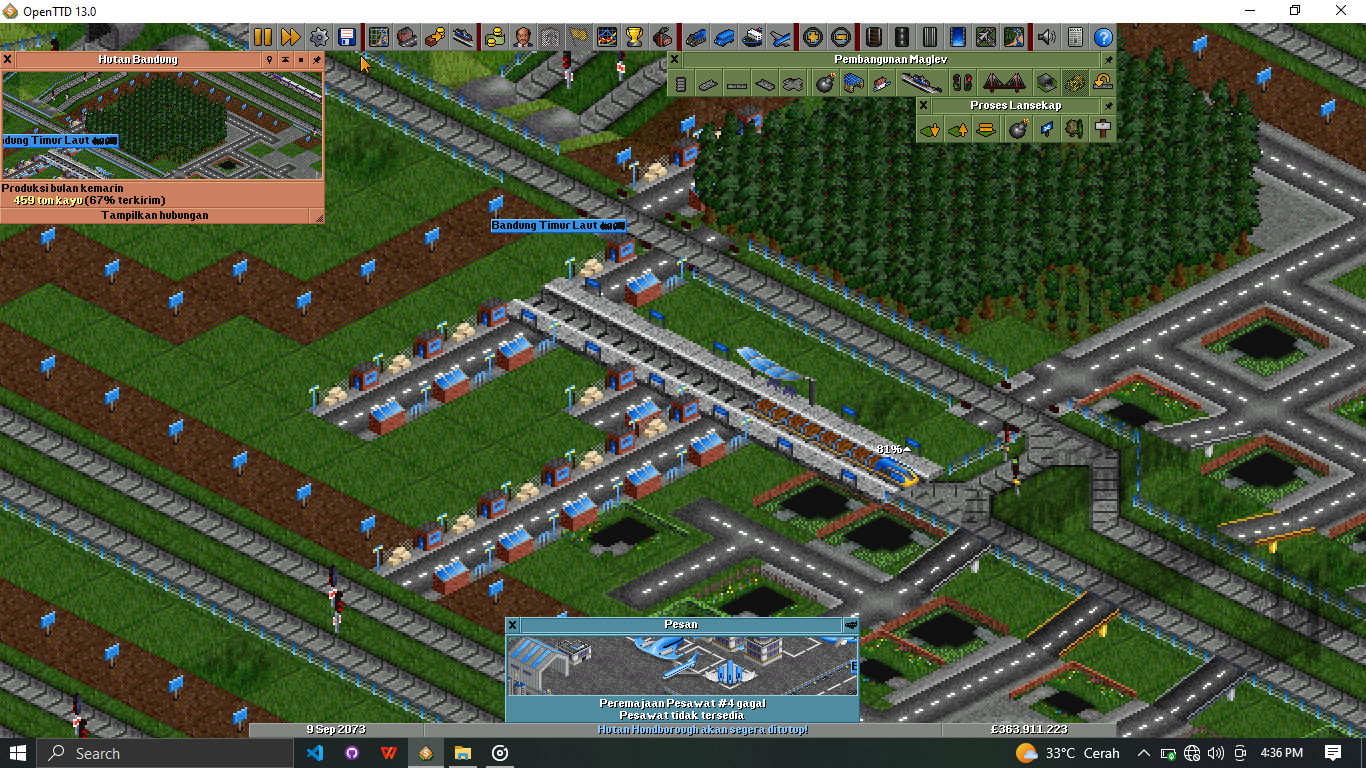 OpenTTD 13.0
Hutan Bandung
Pembangunan Maglev
Proses Lansekap
dung Timur Laut
Produksi bulan kemarin
459 ton kayu (67% terkirim)
Tampilkan hubungan
Bandung Timur Laut
81%
Pesan
Peremajaan Pesawat #4 gagal
Pesawat tidak tersedia
9 Sep 2073
Hutan Hondborough akan segera ditutup!
£363.911.223
Search
33°C Cerah
4:36 PM